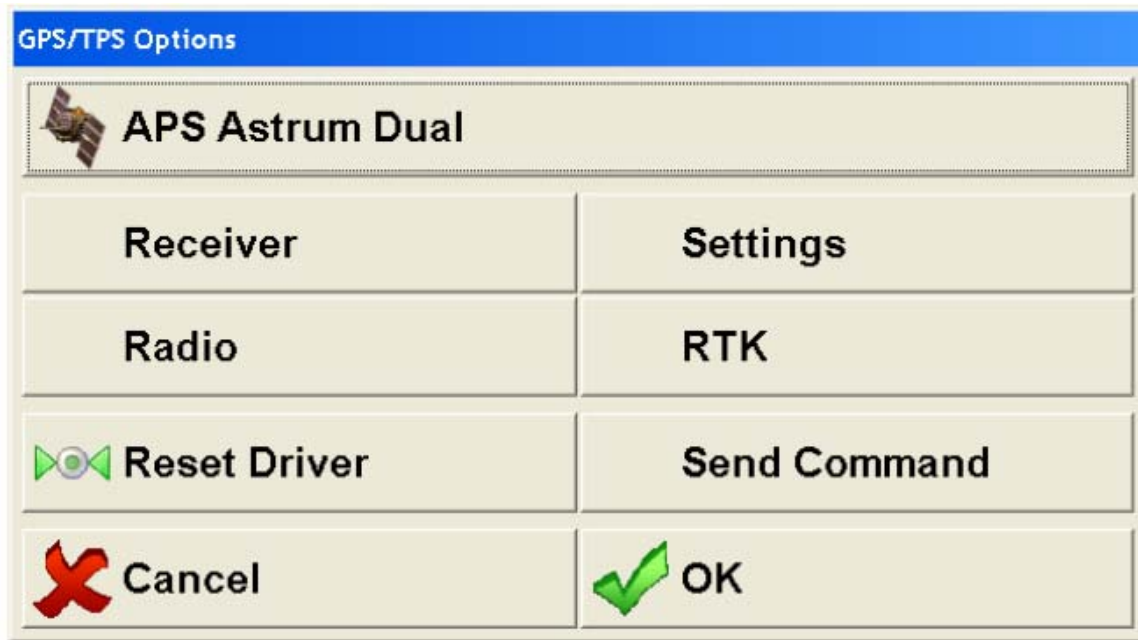 GPS/TPS Options
APS Astrum Dual
Receiver
Settings
Radio
RTK
Reset Driver
Send Command
Cancel
OK